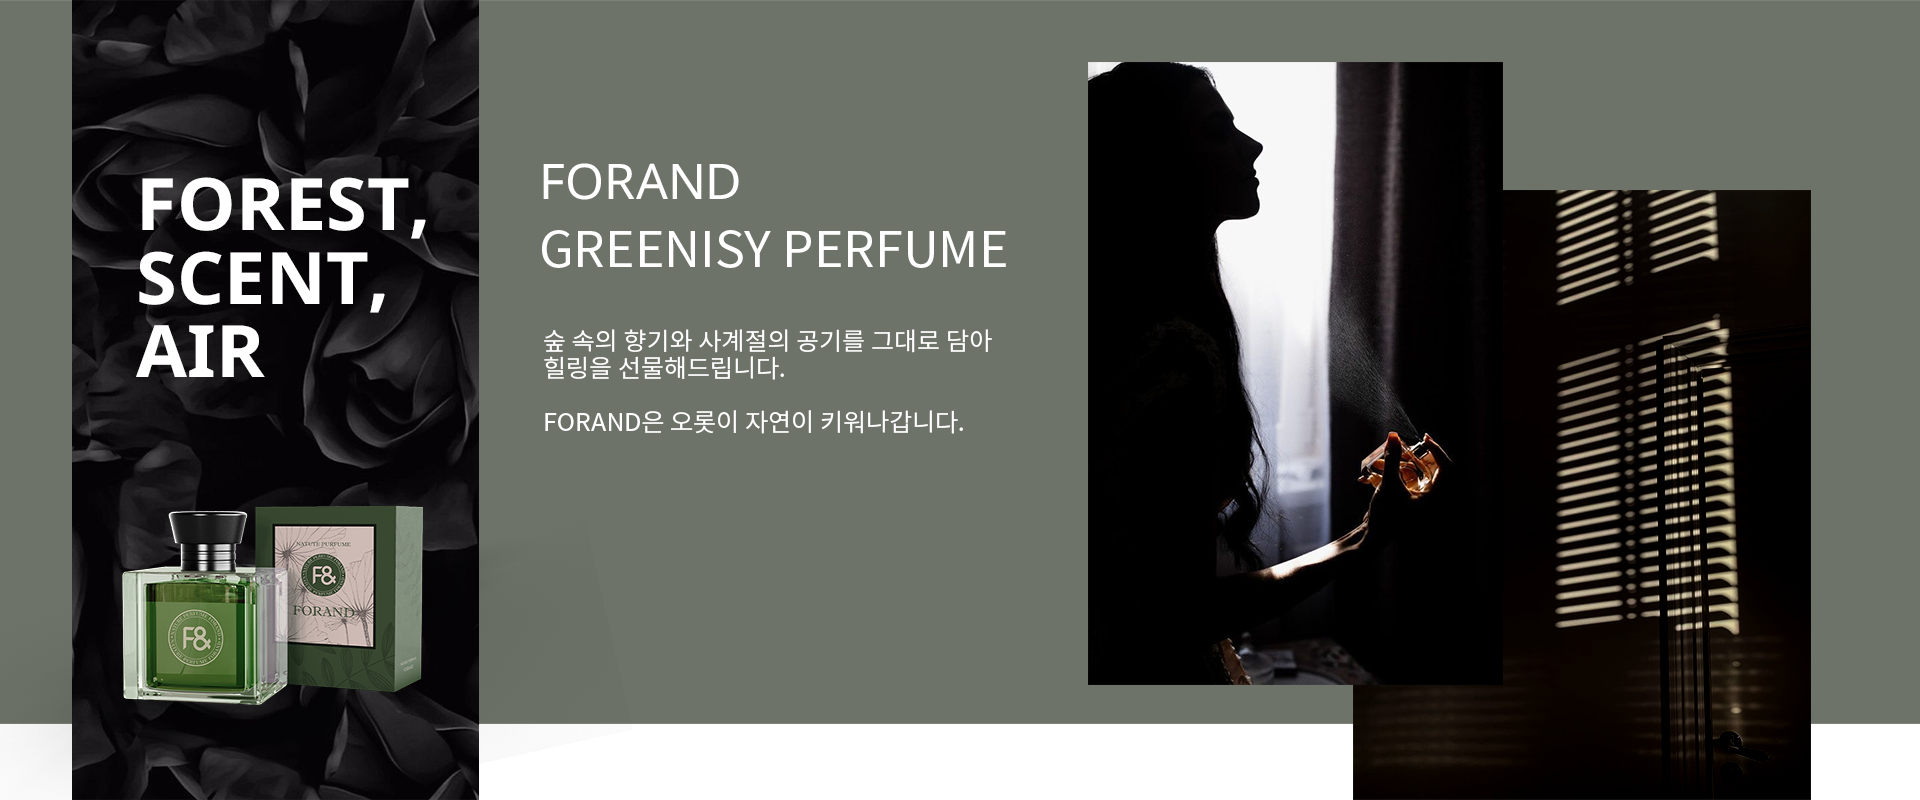 FOREST,
SCENT,
AIR
FORAND
GREENISY PERFUME
숲 속의 향기와 사계절의 공기를 그대로 담아
힐링을 선물해드립니다.
FORAND은 오롯이 자연이 키워나갑니다.
NATUTE PURFUME
F&
FORAND
F&